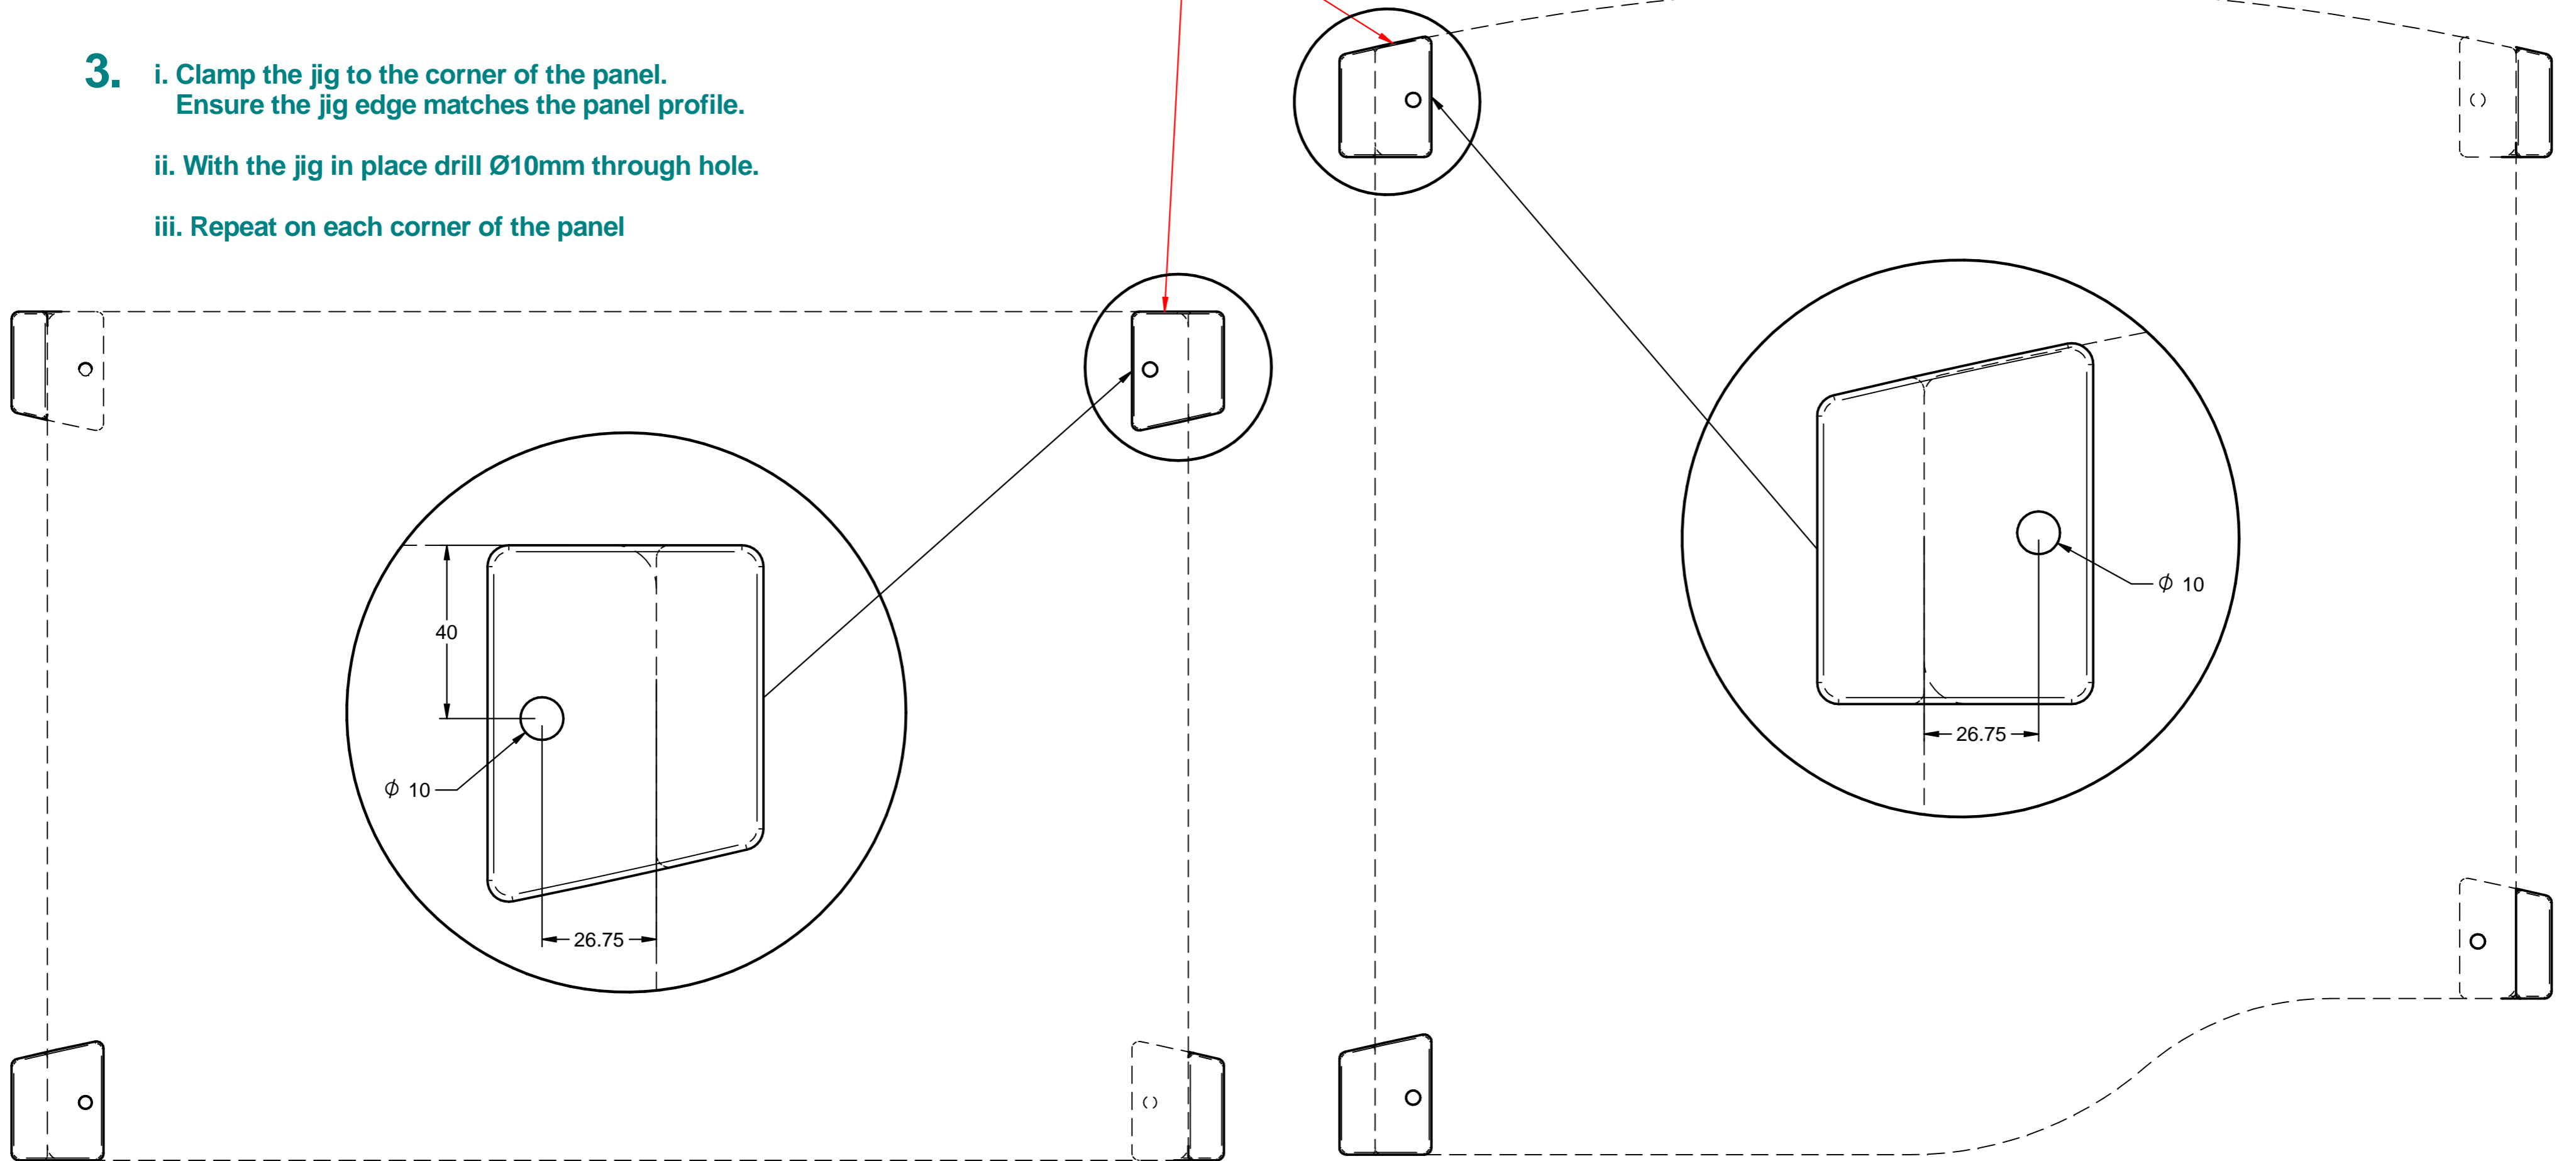 3. i. Clamp the jig to the corner of the panel.
Ensure the jig edge matches the panel profile.
ii. With the jig in place drill Ø10mm through hole.
iii. Repeat on each corner of the panel
40
ϕ 10
26.75
ϕ 10
26.75